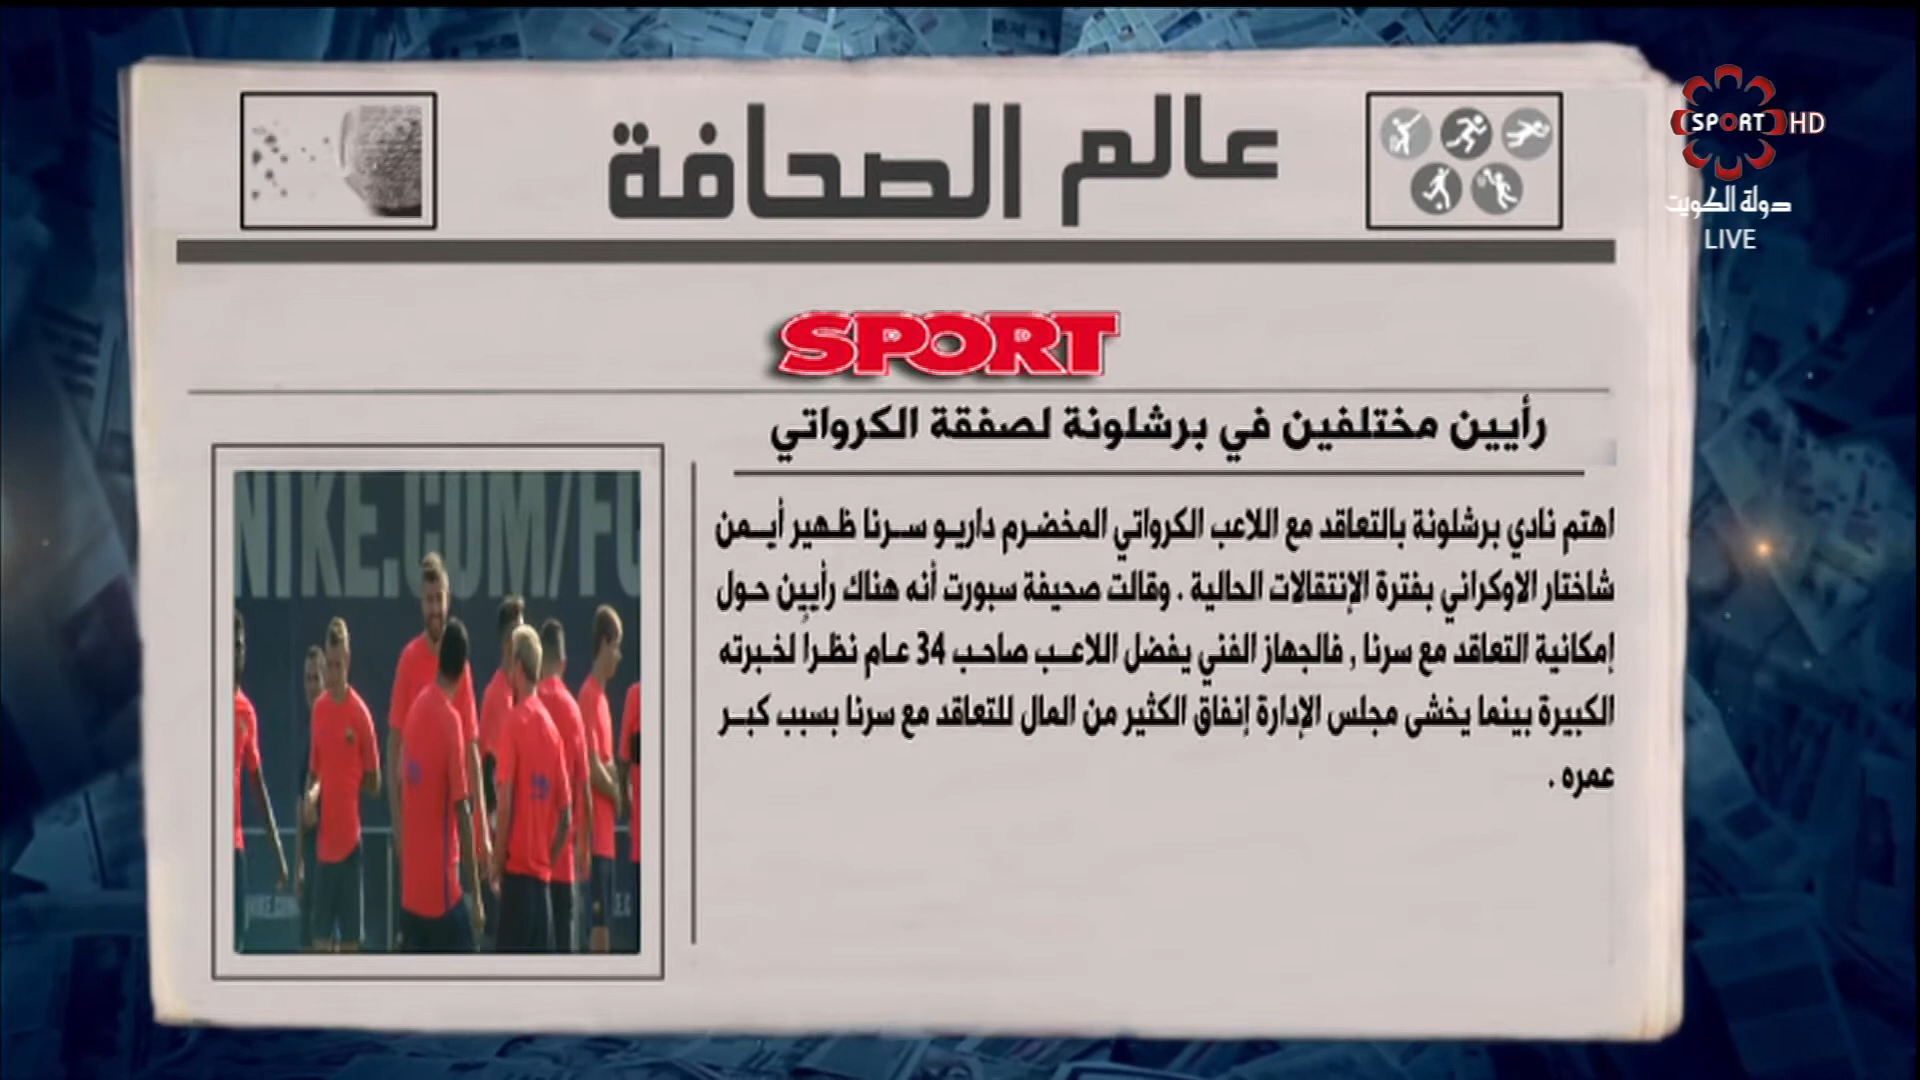 عالم الصحافة
SPORT HD
دولة الكويت
LIVE
SPORT
رأيين مختلفين في برشلونة لصفقة الكرواتي
اهتم نادي برشلونة بالتعاقد مع اللاعب الكرواتي المخضرم داريو سرنا ظهير أيمن
شاختار الاوكراني بفترة الإنتقالات الحالية . وقالت صحيفة سبورت أنه هناك رأيين حول
إمكانية التعاقد مع سرنا , فالجهاز الفني يفضل اللاعب صاحب 34 عام نظرا لخبرته
الكبيرة بينما يخشى مجلس الإدارة إنفاق الكثير من المال للتعاقد مع سرنا بسبب كبر
عمره .
NIKE.COM/FC